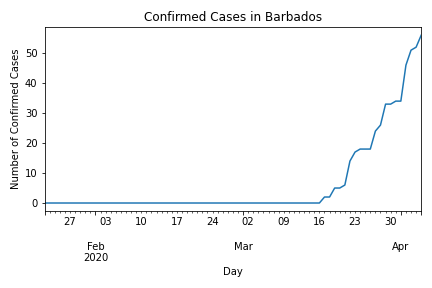 Confirmed Cases in Barbados
Number of Confirmed Cases
50
40
30
20
10
0
27 03 10 17 24 02 09 16 23 30
Feb Mar Apr
2020
Day